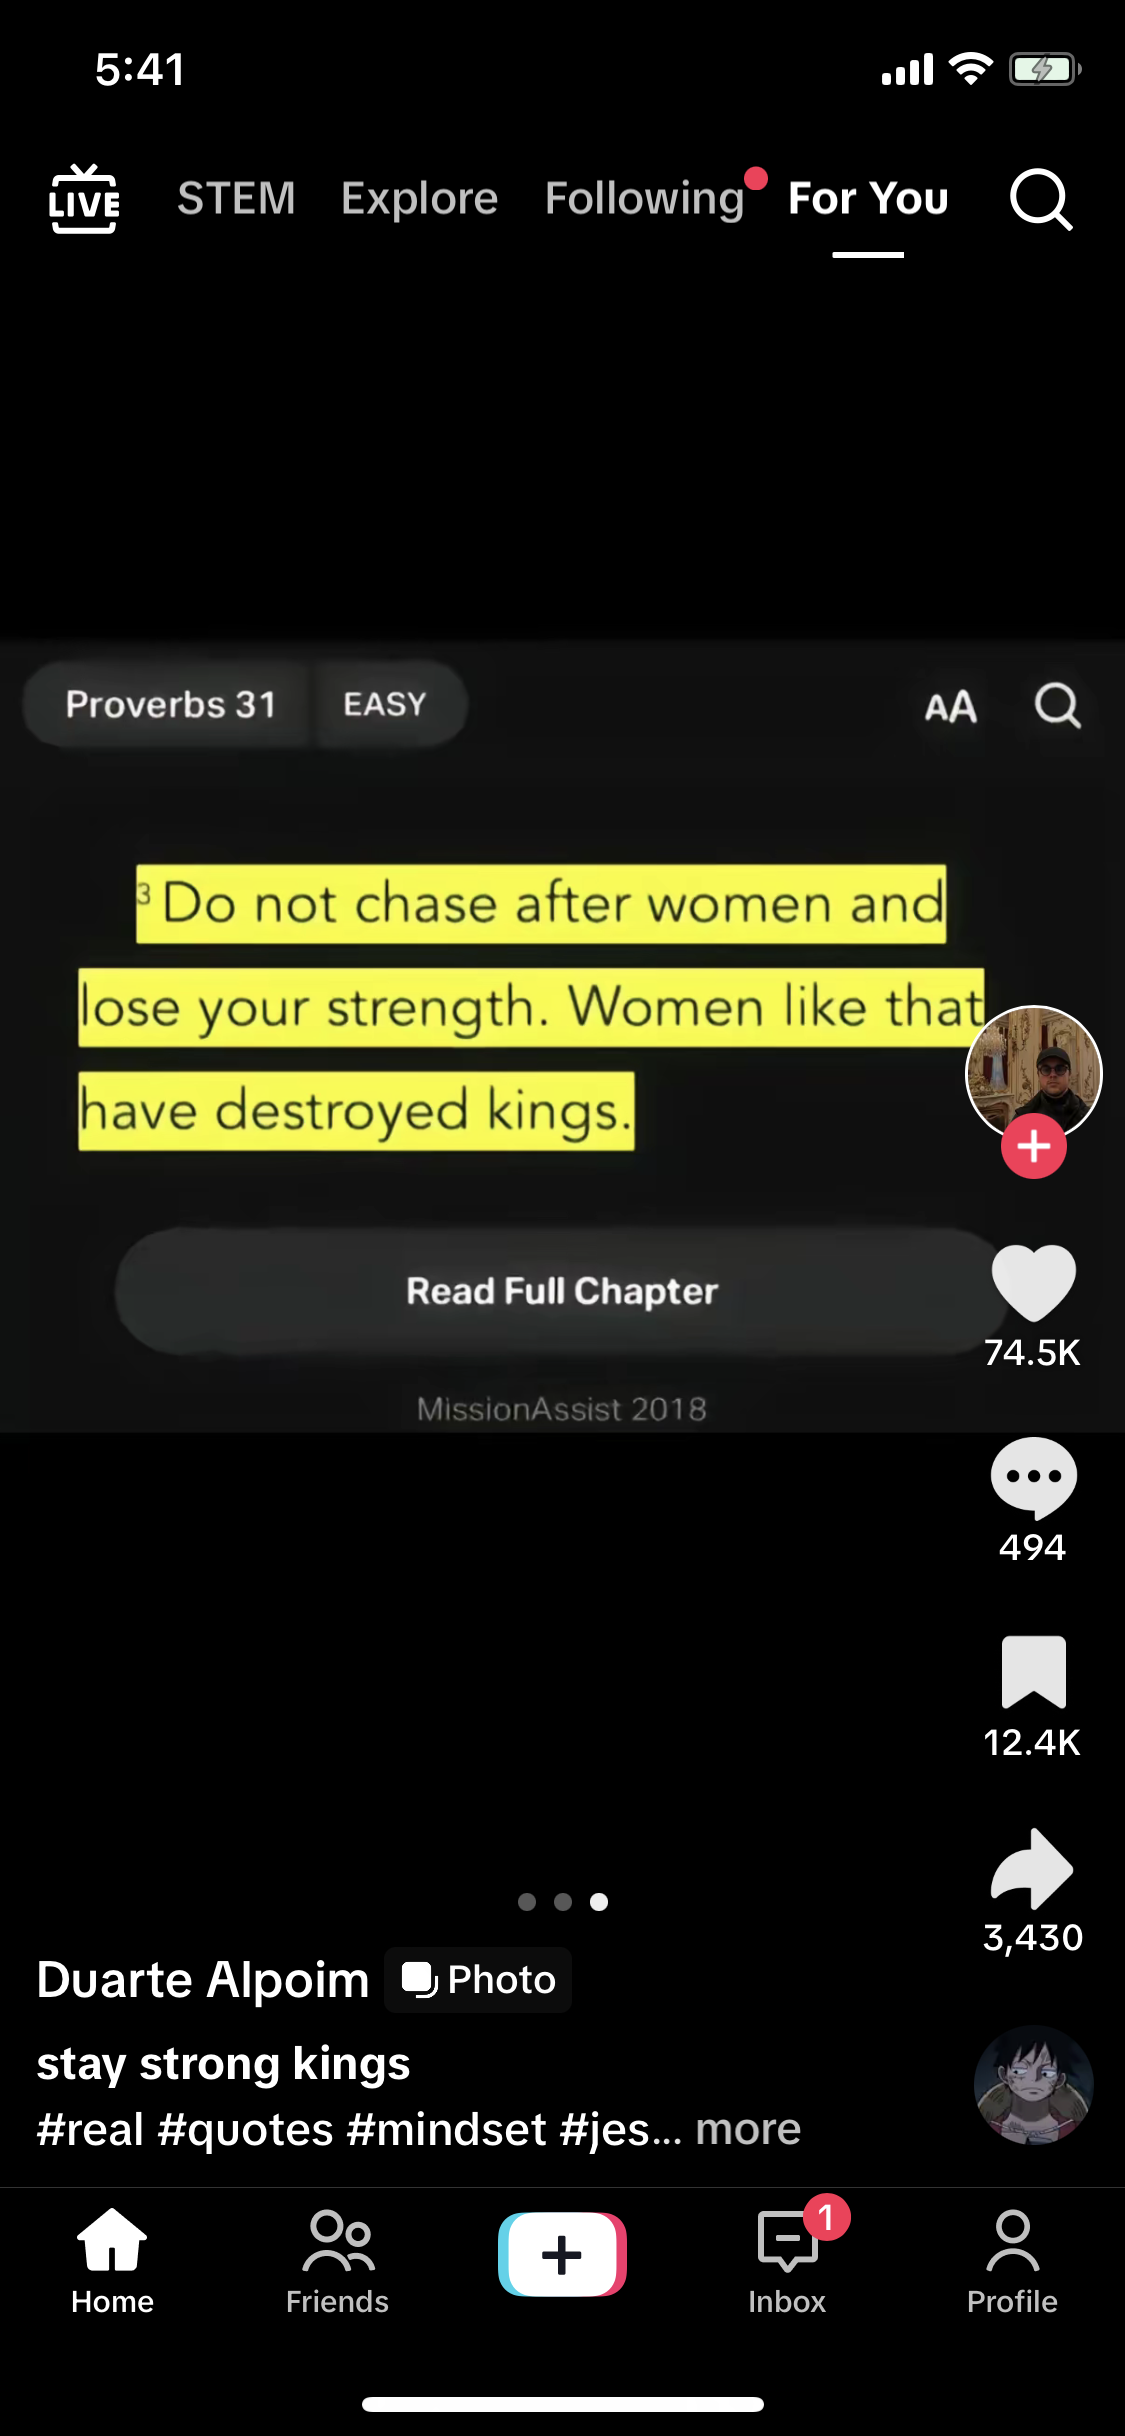 5:41
LIVE STEM Explore Following For You
Proverbs 31 EASY AA
3 Do not chase after women and
lose your strength. Women like that
have destroyed kings.
Read Full Chapter
74.5K
MissionAssist 2018
494
12.4K
3,430
Duarte Alpoim Photo
stay strong kings
#real #quotes #mindset #jes... more
1
Home Friends Inbox Profile